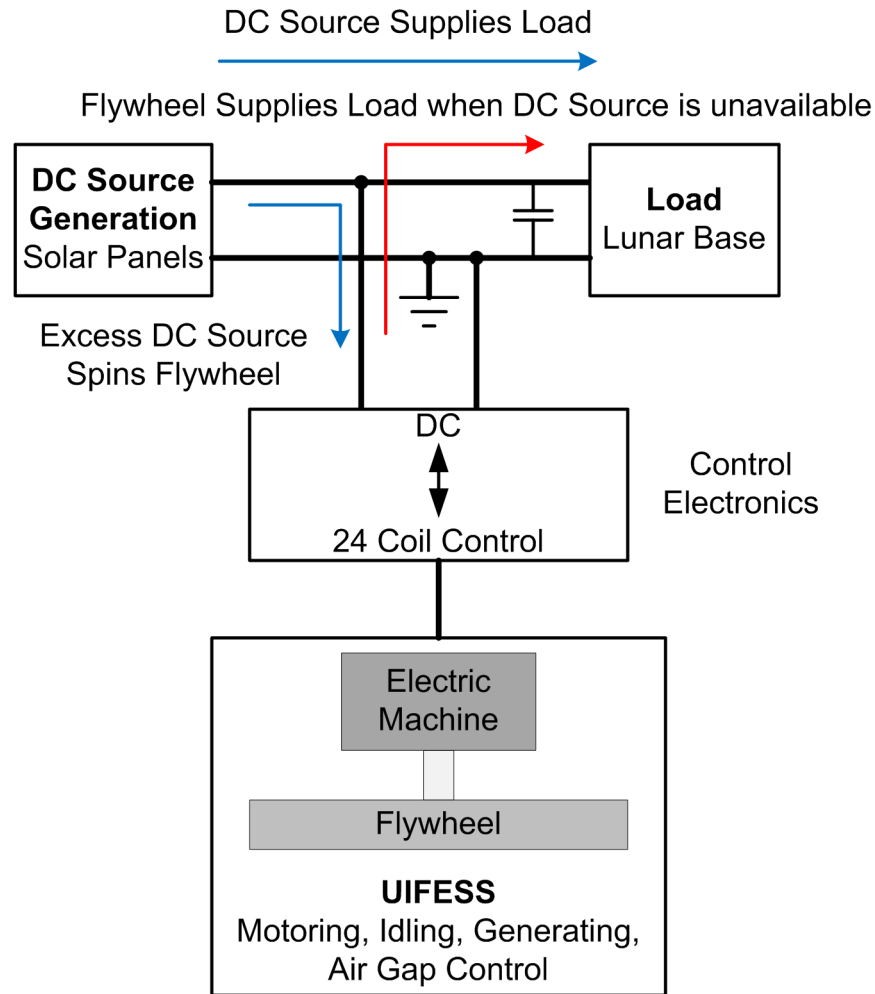 DC Source Supplies Load
Flywheel Supplies Load when DC Source is unavailable
DC Source
Generation
Solar Panels
Load
Lunar Base
Excess DC Source
Spins Flywheel
DC
24 Coil Control
Control
Electronics
Electric
Machine
Flywheel
UIFESS
Motoring, Idling, Generating,
Air Gap Control